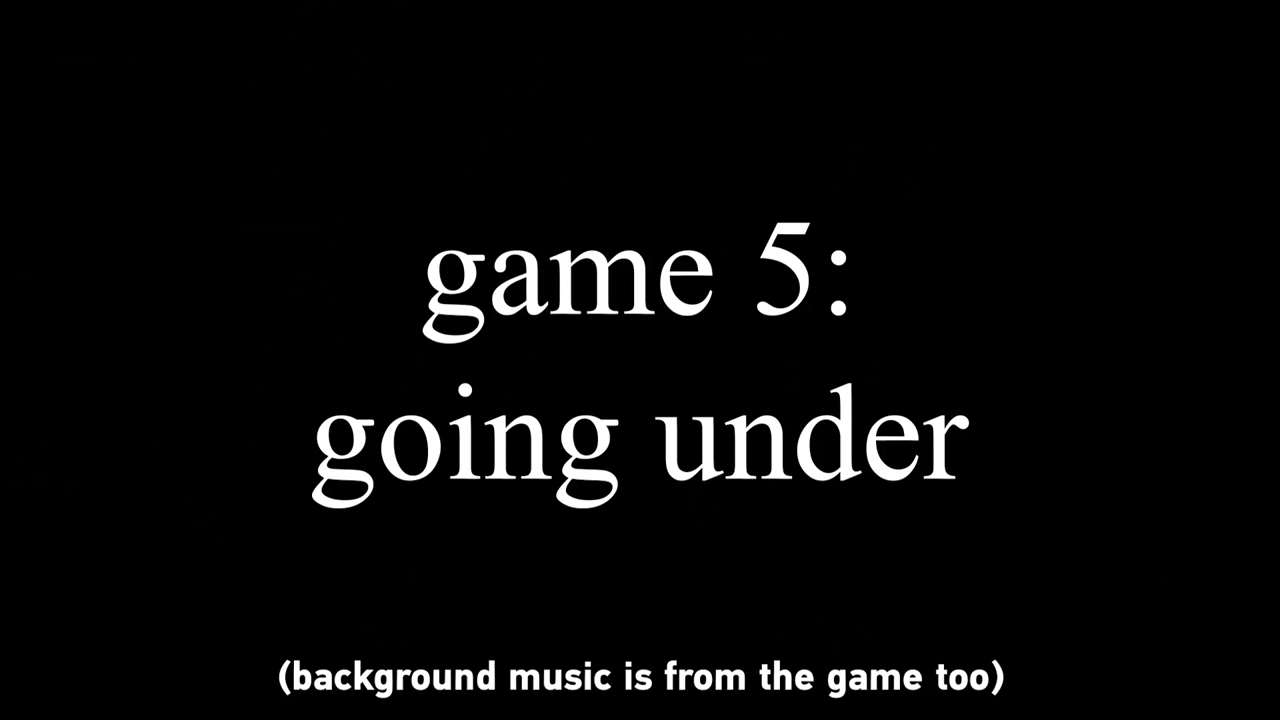 game 5:
going under
(background music is from the game too)